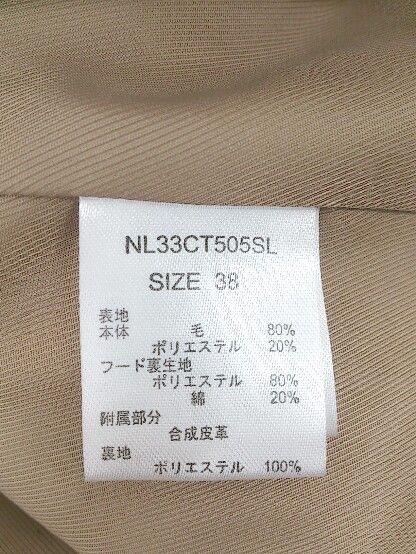 NL33CT505SL
SIZE 38
表地
本体 毛 80%
ポリエステル 20%
フード裏生地
ポリエステル 80%
綿 20%
附属部分
合成皮革
裏地
ポリエステル 100%